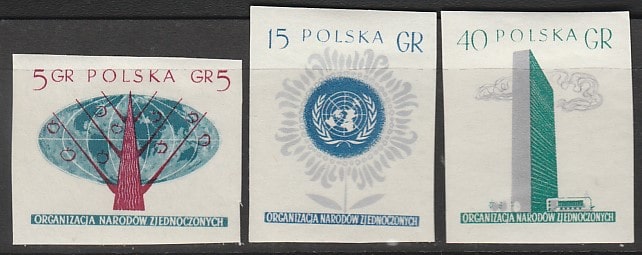 5 GR POLSKA GR 5
ORGANIZACJA NARODÓW ZJEDNOCZONYCH
15 POLSKA GR
ORGANIZACJA NARODÓW ZJEDNOCZONYCH
40 POLSKA GR
ORGANIZACJA NARODÓW ZJEDNOCZONYCH